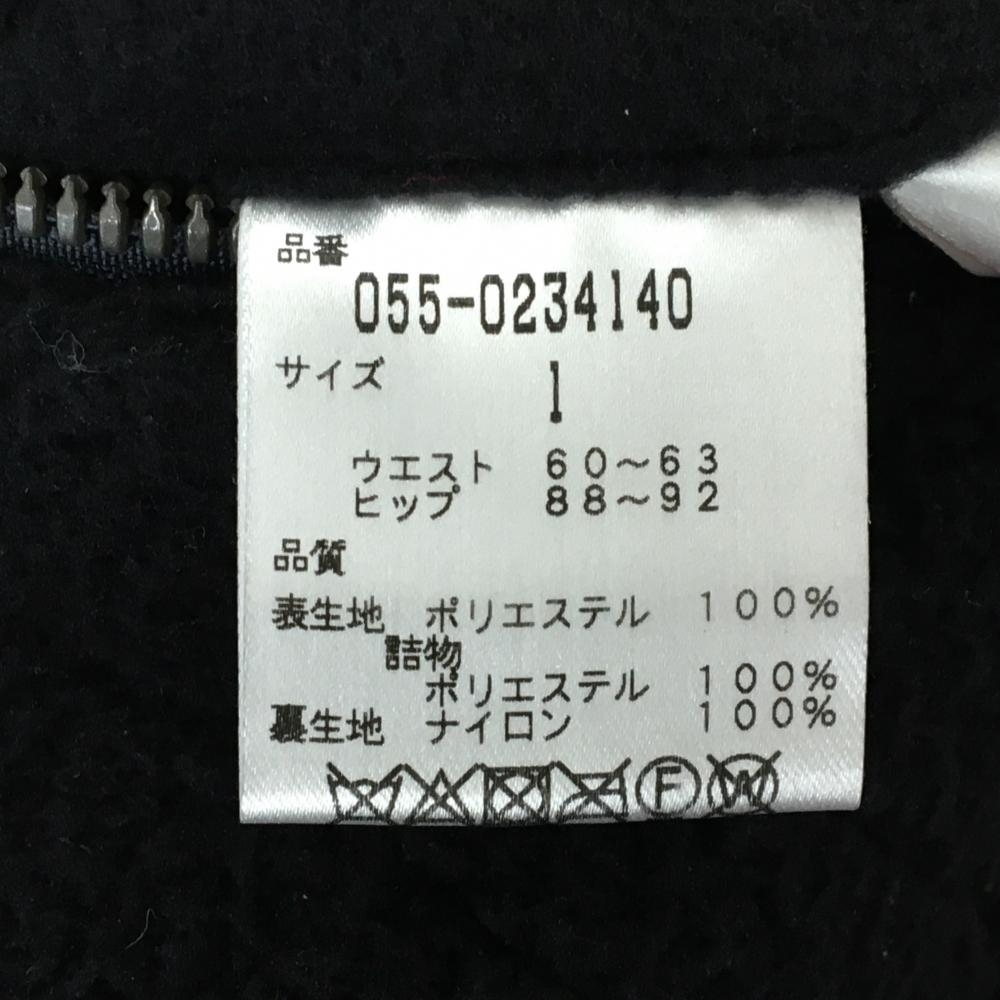 品番
055-0234140
サイズ 1
ウエスト 60～63
ヒップ 88～92
品質
表生地 ポリエステル 100%
詰物
ポリエステル 100%
裏生地 ナイロン 100%
F W